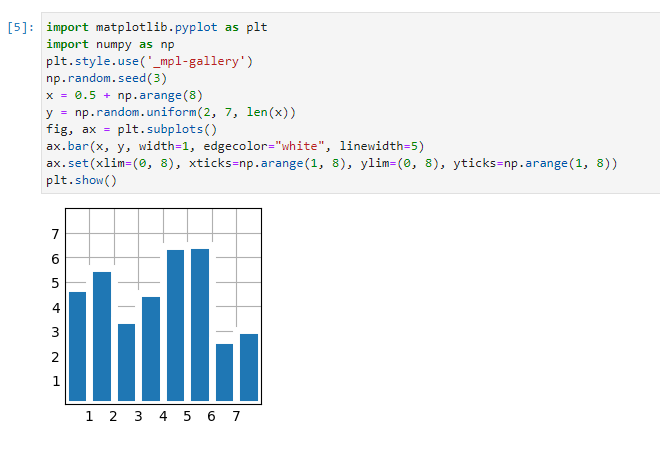 [5]: import matplotlib.pyplot as plt
import numpy as np
plt.style.use('_mpl-gallery')
np.random.seed(3)
x = 0.5 + np.arange(8)
y = np.random.uniform(2, 7, len(x))
fig, ax = plt.subplots()
ax.bar(x, y, width=1, edgecolor="white", linewidth=5)
ax.set(xlim=(0, 8), xticks=np.arange(1, 8), ylim=(0, 8), yticks=np.arange(1, 8))
plt.show()
7
6
5
4
3
2
1
1 2 3 4 5 6 7